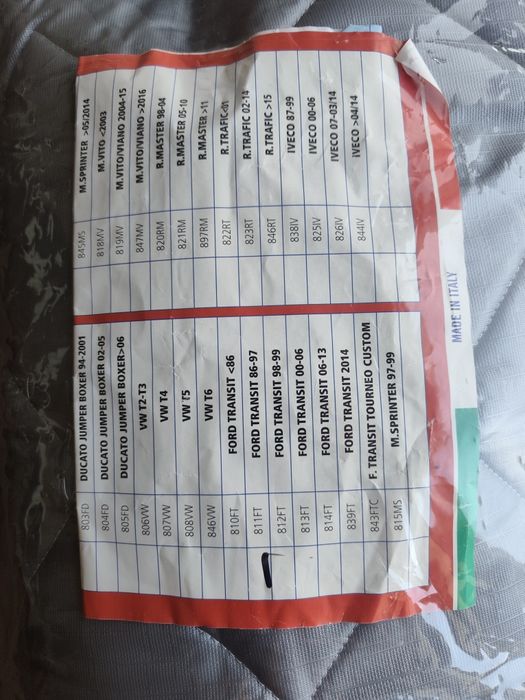 803FD DUCATO JUMPER BOXER 94-2001
804FD DUCATO JUMPER BOXER 02-05
805FD DUCATO JUMPER BOXER>06
806VW VW T2-T3
807VW VW T4
808VW VW T5
846VW VW T6
810FT FORD TRANSIT <86
811FT FORD TRANSIT 86-97
812FT FORD TRANSIT 98-99
813FT FORD TRANSIT 00-06
814FT FORD TRANSIT 06-13
839FT FORD TRANSIT 2014
843FTC F. TRANSIT TOURNEO CUSTOM
815MS M.SPRINTER 97-99
845MS M.SPRINTER >05/2014
818MV M.VITO <2003
819MV M.VITO/VIANO 2004-15
847MV M.VITO/VIANO >2016
820RM R.MASTER 98-04
821RM R.MASTER 05-10
897RM R.MASTER >11
822RT R.TRAFIC<01
823RT R.TRAFIC 02-14
846RT R.TRAFIC >15
838IV IVECO 87-99
825IV IVECO 00-06
826IV IVECO 07-03/14
844IV IVECO >04/14
MADE IN ITALY